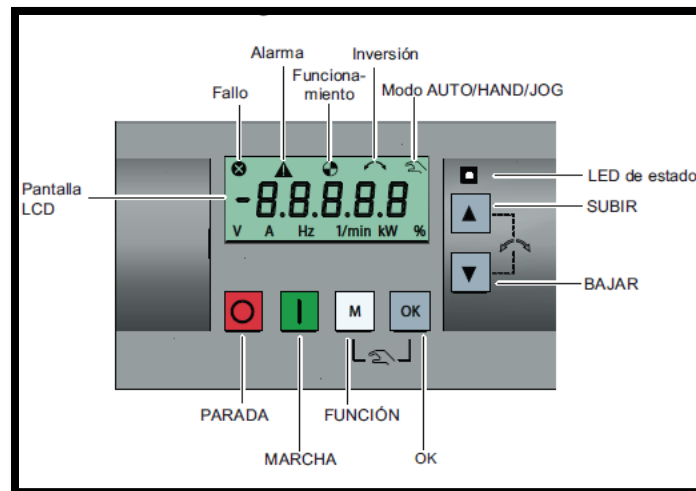 Alarma
Inversión
Funciona-
miento
Fallo
Modo AUTO/HAND/JOG
Pantalla
LCD
-8.8.8.8.8
V A Hz 1/min kW %
LED de estado
SUBIR
BAJAR
M
OK
PARADA
FUNCIÓN
MARCHA
OK